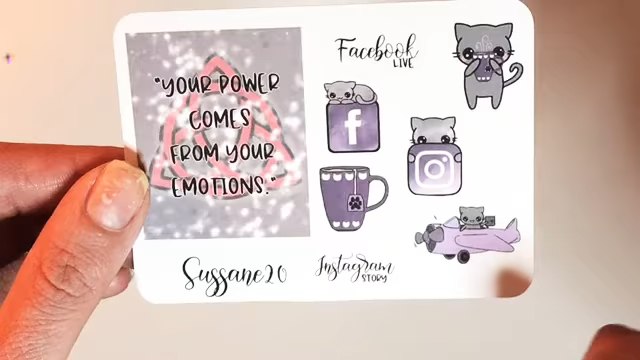 "YOUR POWER
COMES
FROM YOUR
EMOTIONS."
Sussane20
Facebook
LIVE
f
Instagram
STORY